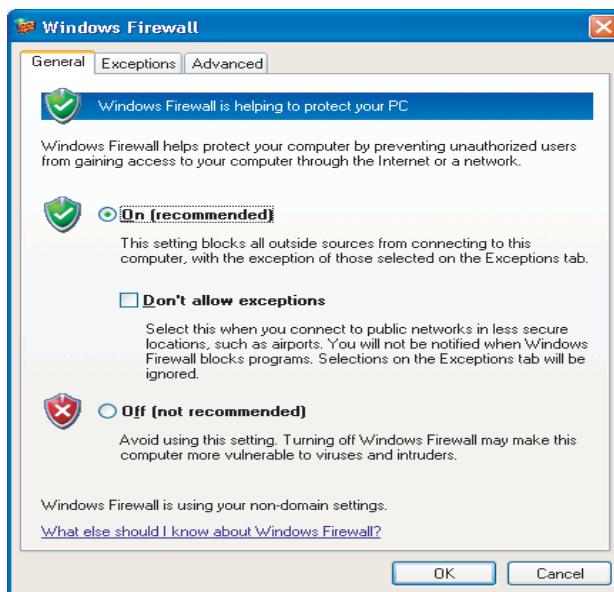 Windows Firewall
General
Exceptions
Advanced
Windows Firewall is helping to protect your PC
Windows Firewall helps protect your computer by preventing unauthorized users
from gaining access to your computer through the Internet or a network.
On (recommended)
This setting blocks all outside sources from connecting to this
computer, with the exception of those selected on the Exceptions tab.
Don't allow exceptions
Select this when you connect to public networks in less secure
locations, such as airports. You will not be notified when Windows
Firewall blocks programs. Selections on the Exceptions tab will be
ignored.
Off (not recommended)
Avoid using this setting. Turning off Windows Firewall may make this
computer more vulnerable to viruses and intruders.
Windows Firewall is using your non-domain settings.
What else should I know about Windows Firewall?
OK
Cancel